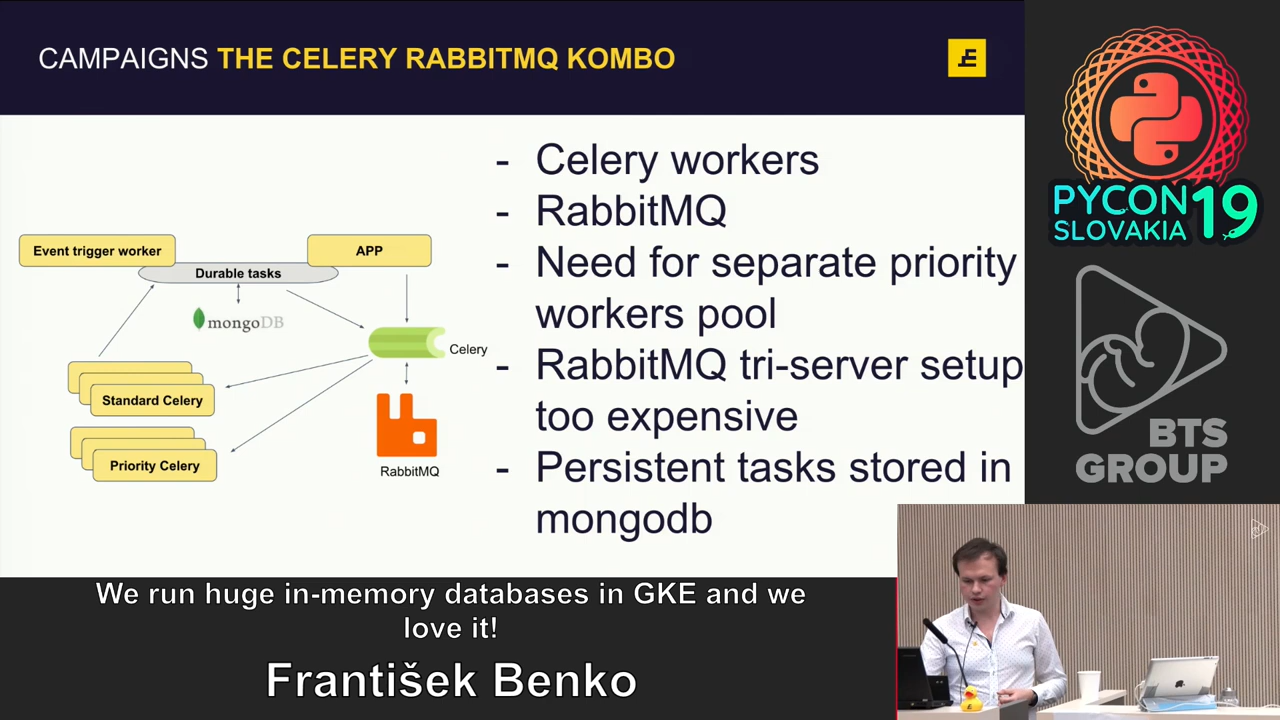 CAMPAIGNS THE CELERY RABBITMQ KOMBO
Event trigger worker
APP
Durable tasks
mongoDB
Celery
Standard Celery
Priority Celery
RabbitMQ
- Celery workers
- RabbitMQ
- Need for separate priority
workers pool
- RabbitMQ tri-server setup
too expensive
- Persistent tasks stored in
mongodb
PYCON
SLOVAKIA 19
BTS
GROUP
We run huge in-memory databases in GKE and we
love it!
František Benko